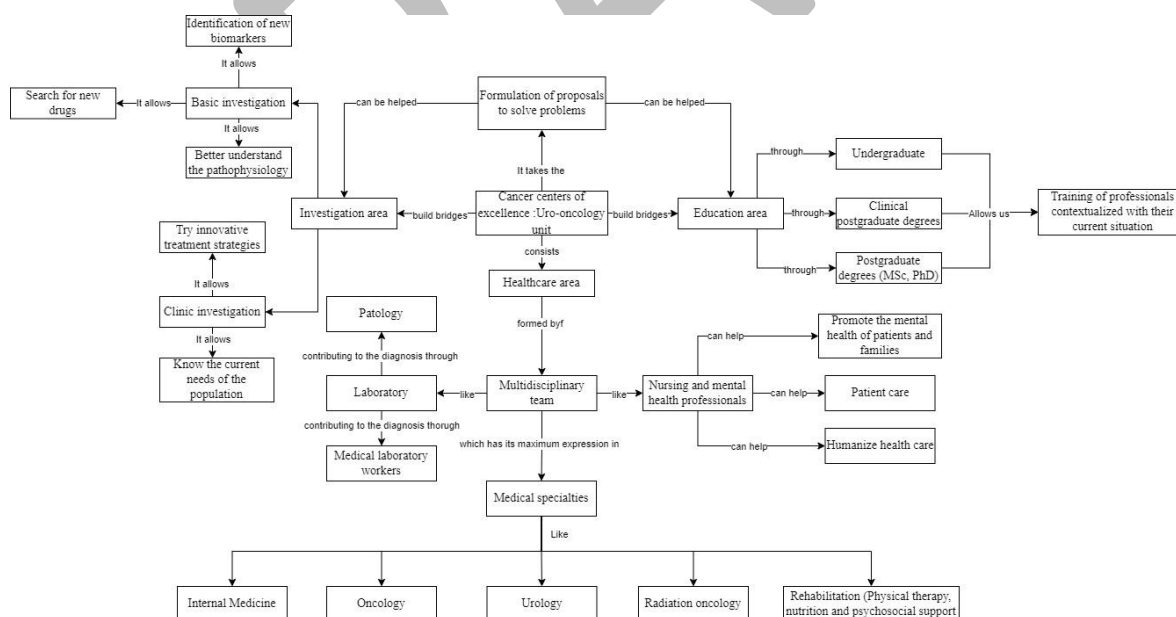 Identification of new
biomarkers
It allows
Search for new
drugs
It allows
Basic investigation
It allows
Better understand
the pathophysiology
can be helped
Formulation of proposals
to solve problems
can be helped
It takes the
Investigation area
build bridges
Cancer centers of
excellence :Uro-oncology
unit
build bridges
Education area
through
Undergraduate
through
Clinical
postgraduate degrees
through
Postgraduate
degrees (MSc, PhD)
Allows us
Training of professionals
contextualized with their
current situation
Try innovative
treatment strategies
It allows
Clinic investigation
It allows
Know the current
needs of the
population
consists
Healthcare area
formed byf
Patology
contributing to the diagnosis through
Laboratory
like
Multidisciplinary
team
like
Nursing and mental
health professionals
contributing to the diagnosis thorugh
Medical laboratory
workers
can help
Promote the mental
health of patients and
families
can help
Patient care
can help
Humanize health care
which has its maximum expression in
Medical specialties
Like
Internal Medicine
Oncology
Urology
Radiation oncology
Rehabilitation (Physical therapy,
nutrition and psychosocial support